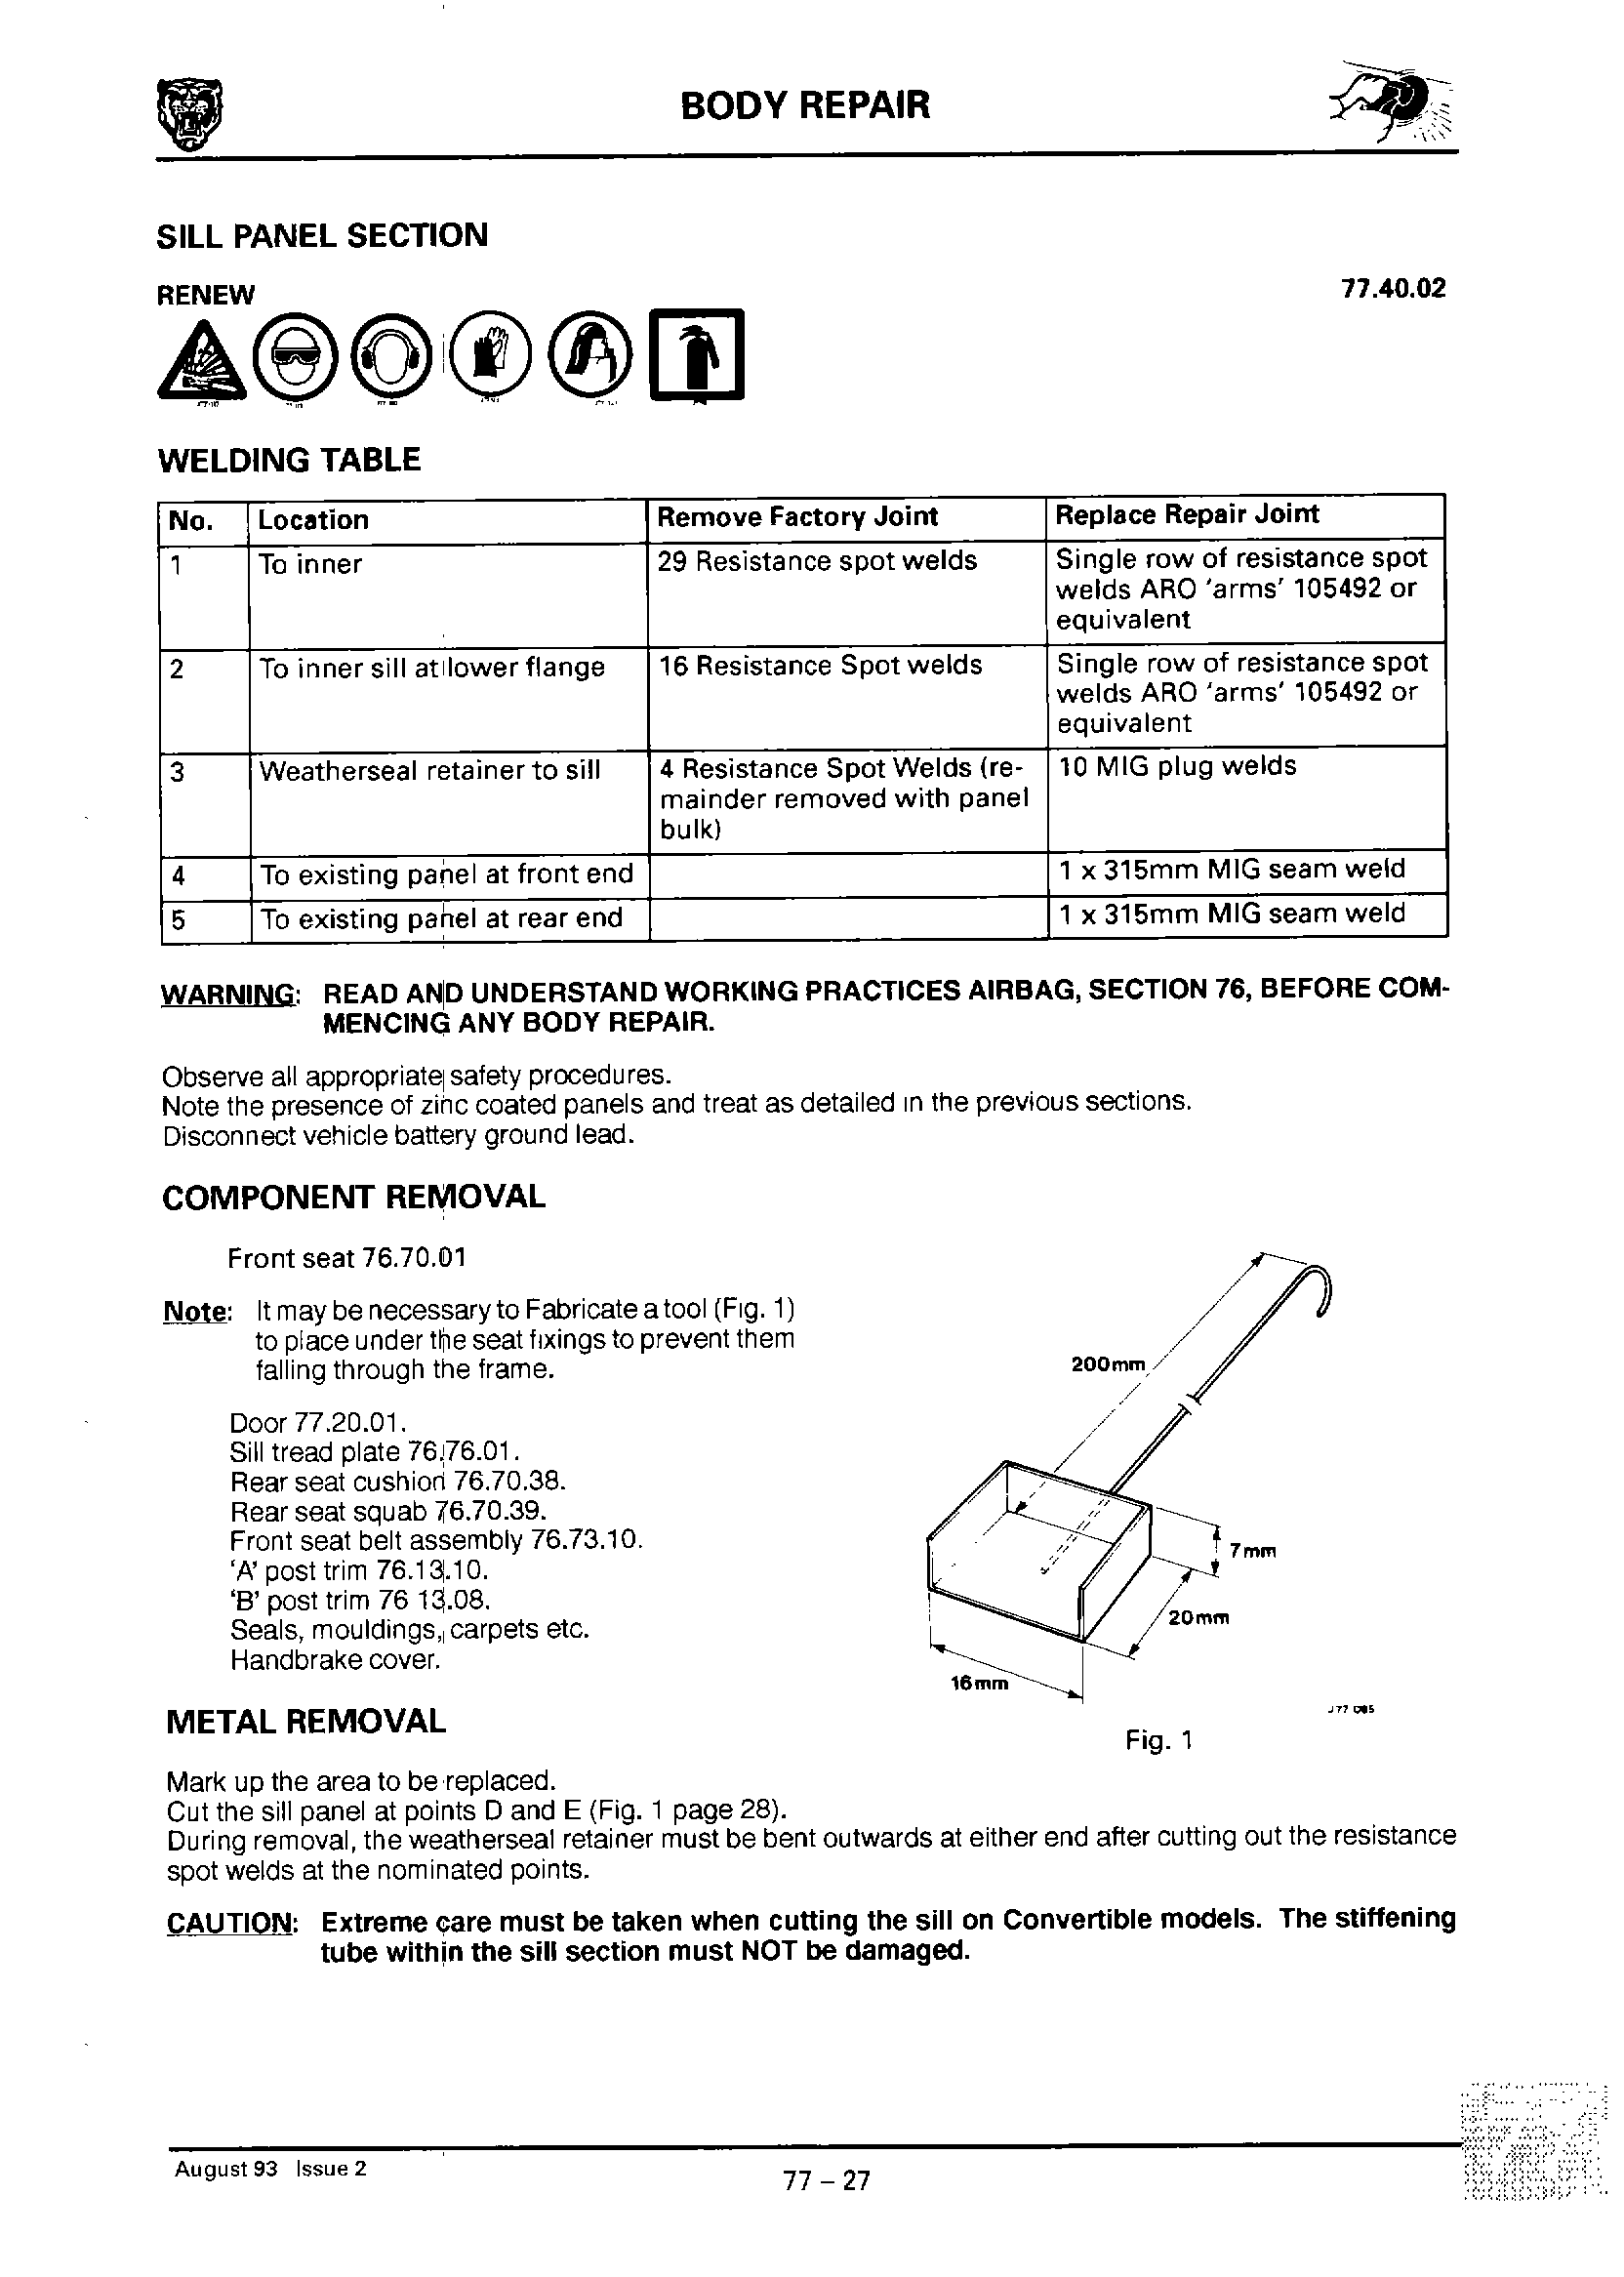 BODY REPAIR
SILL PANEL SECTION
RENEW
77.40.02
WELDING TABLE
No. Location Remove Factory Joint Replace Repair Joint
1 To inner 29 Resistance spot welds Single row of resistance spot
welds ARO 'arms' 105492 or
equivalent
2 To inner sill at lower flange 16 Resistance Spot welds Single row of resistance spot
welds ARO 'arms' 105492 or
equivalent
3 Weatherseal retainer to sill 4 Resistance Spot Welds (re- 10 MIG plug welds
mainder removed with panel
bulk)
4 To existing panel at front end 1 x 315mm MIG seam weld
5 To existing panel at rear end 1 x 315mm MIG seam weld
WARNING: READ AND UNDERSTAND WORKING PRACTICES AIRBAG, SECTION 76, BEFORE COM-
MENCING ANY BODY REPAIR.
Observe all appropriate safety procedures.
Note the presence of zinc coated panels and treat as detailed in the previous sections.
Disconnect vehicle battery ground lead.
COMPONENT REMOVAL
Front seat 76.70.01
Note: It may be necessary to Fabricate a tool (Fig. 1)
to place under the seat fixings to prevent them
falling through the frame.
Door 77.20.01.
Sill tread plate 76.76.01.
Rear seat cushion 76.70.38.
Rear seat squab 76.70.39.
Front seat belt assembly 76.73.10.
'A' post trim 76.13.10.
'B' post trim 76 13.08.
Seals, mouldings, carpets etc.
Handbrake cover.
200mm
7mm
20mm
16mm
J77 085
Fig. 1
METAL REMOVAL
Mark up the area to be replaced.
Cut the sill panel at points D and E (Fig. 1 page 28).
During removal, the weatherseal retainer must be bent outwards at either end after cutting out the resistance
spot welds at the nominated points.
CAUTION: Extreme care must be taken when cutting the sill on Convertible models. The stiffening
tube within the sill section must NOT be damaged.
August 93 Issue 2
77 – 27